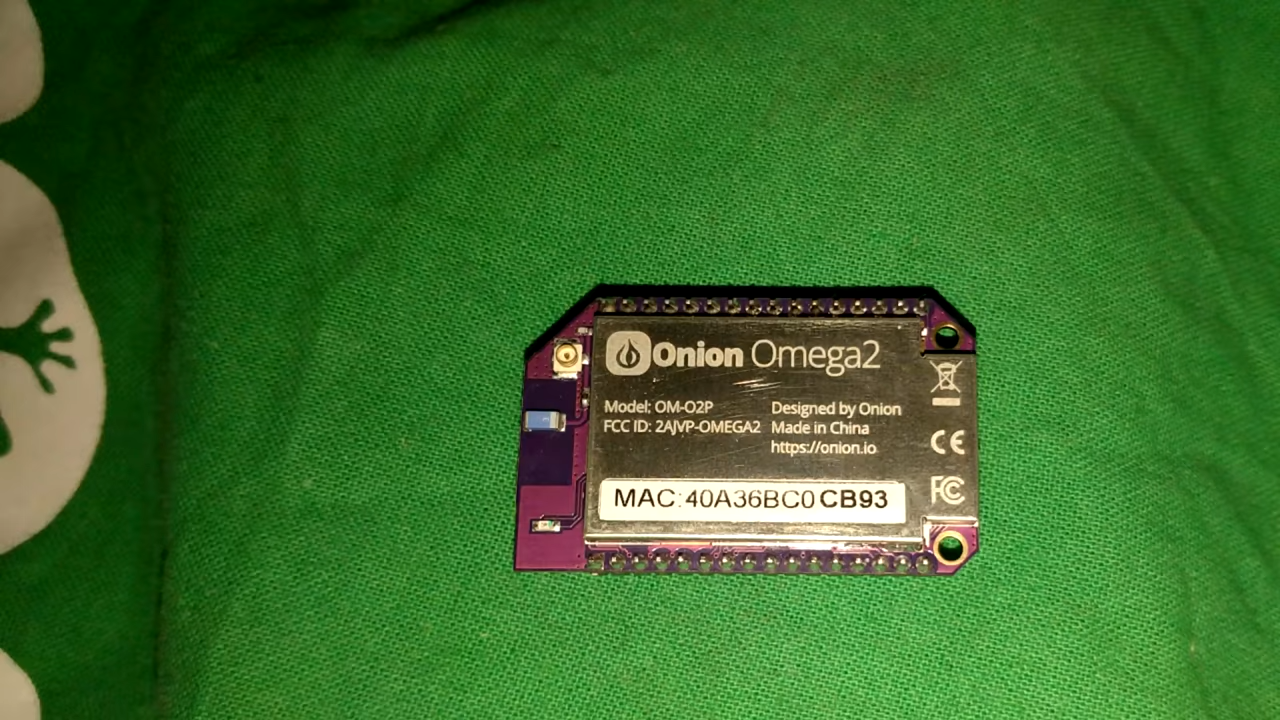 Onion Omega2
Model: OM-O2P
FCC ID: 2AJVP-OMEGA2
Designed by Onion
Made in China
https://onion.io
MAC:40A36BC0CB93
CE
FC